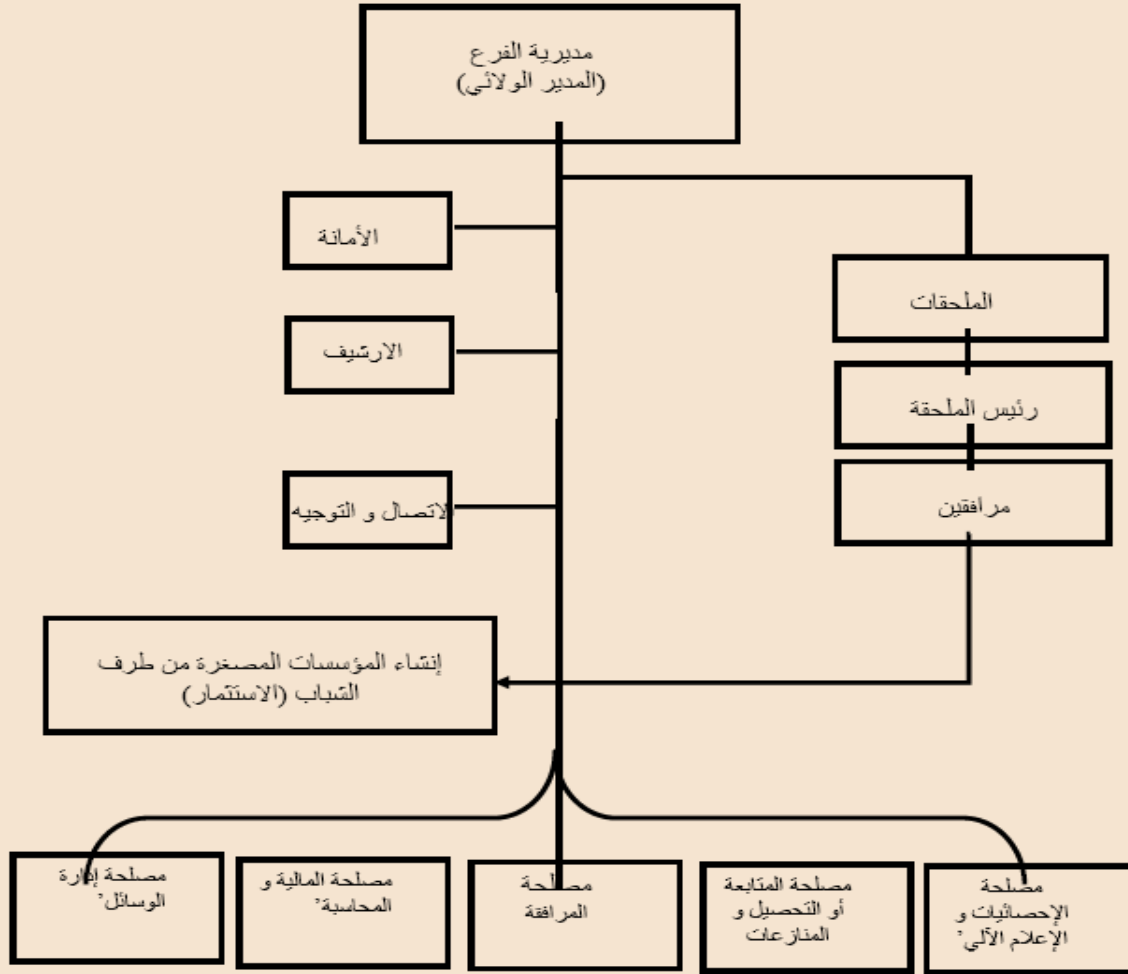 مديرية الفرع
(المدير الولائي)
الأمانة
الملحقات
الارشيف
رئيس الملحقة
مرافقين
الاتصال و التوجيه
إنشاء المؤسسات المصغرة من طرف
الشباب (الاستثمار)
مصلحة
الإحصائيات و
الإعلام الآلي'
مصلحة المتابعة
أو التحصيل و
المنازعات
مصلحة
المرافقة
مصلحة المالية و
المحاسبة'
مصلحة إدارة
الوسائل'